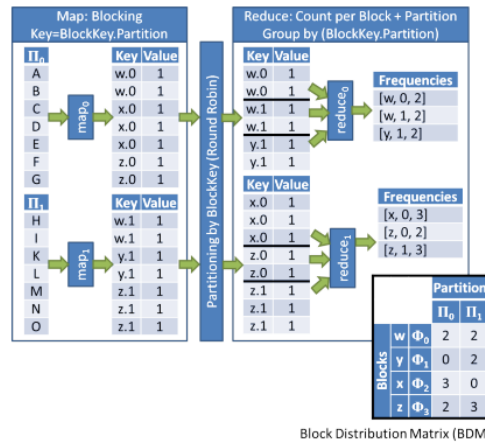 Map: Blocking
Key=BlockKey.Partition
Π0
A
B
C
D
E
F
G
map0
Key Value
w.0 1
w.0 1
x.0 1
x.0 1
x.0 1
z.0 1
z.0 1
Π1
H
I
K
L
M
N
O
map1
Key Value
w.1 1
w.1 1
y.1 1
y.1 1
z.1 1
z.1 1
z.1 1
Partitioning by BlockKey (Round Robin)
Reduce: Count per Block + Partition
Group by (BlockKey.Partition)
Key Value
w.0 1
w.0 1
w.1 1
w.1 1
y.1 1
y.1 1
reduce0
Frequencies
[w, 0, 2]
[w, 1, 2]
[y, 1, 2]
Key Value
x.0 1
x.0 1
x.0 1
z.0 1
z.0 1
z.1 1
z.1 1
z.1 1
reduce1
Frequencies
[x, 0, 3]
[z, 0, 2]
[z, 1, 3]
Partition
Π0 Π1
Blocks
w Φ0 2 2
y Φ1 0 2
x Φ2 3 0
z Φ3 2 3
Block Distribution Matrix (BDM